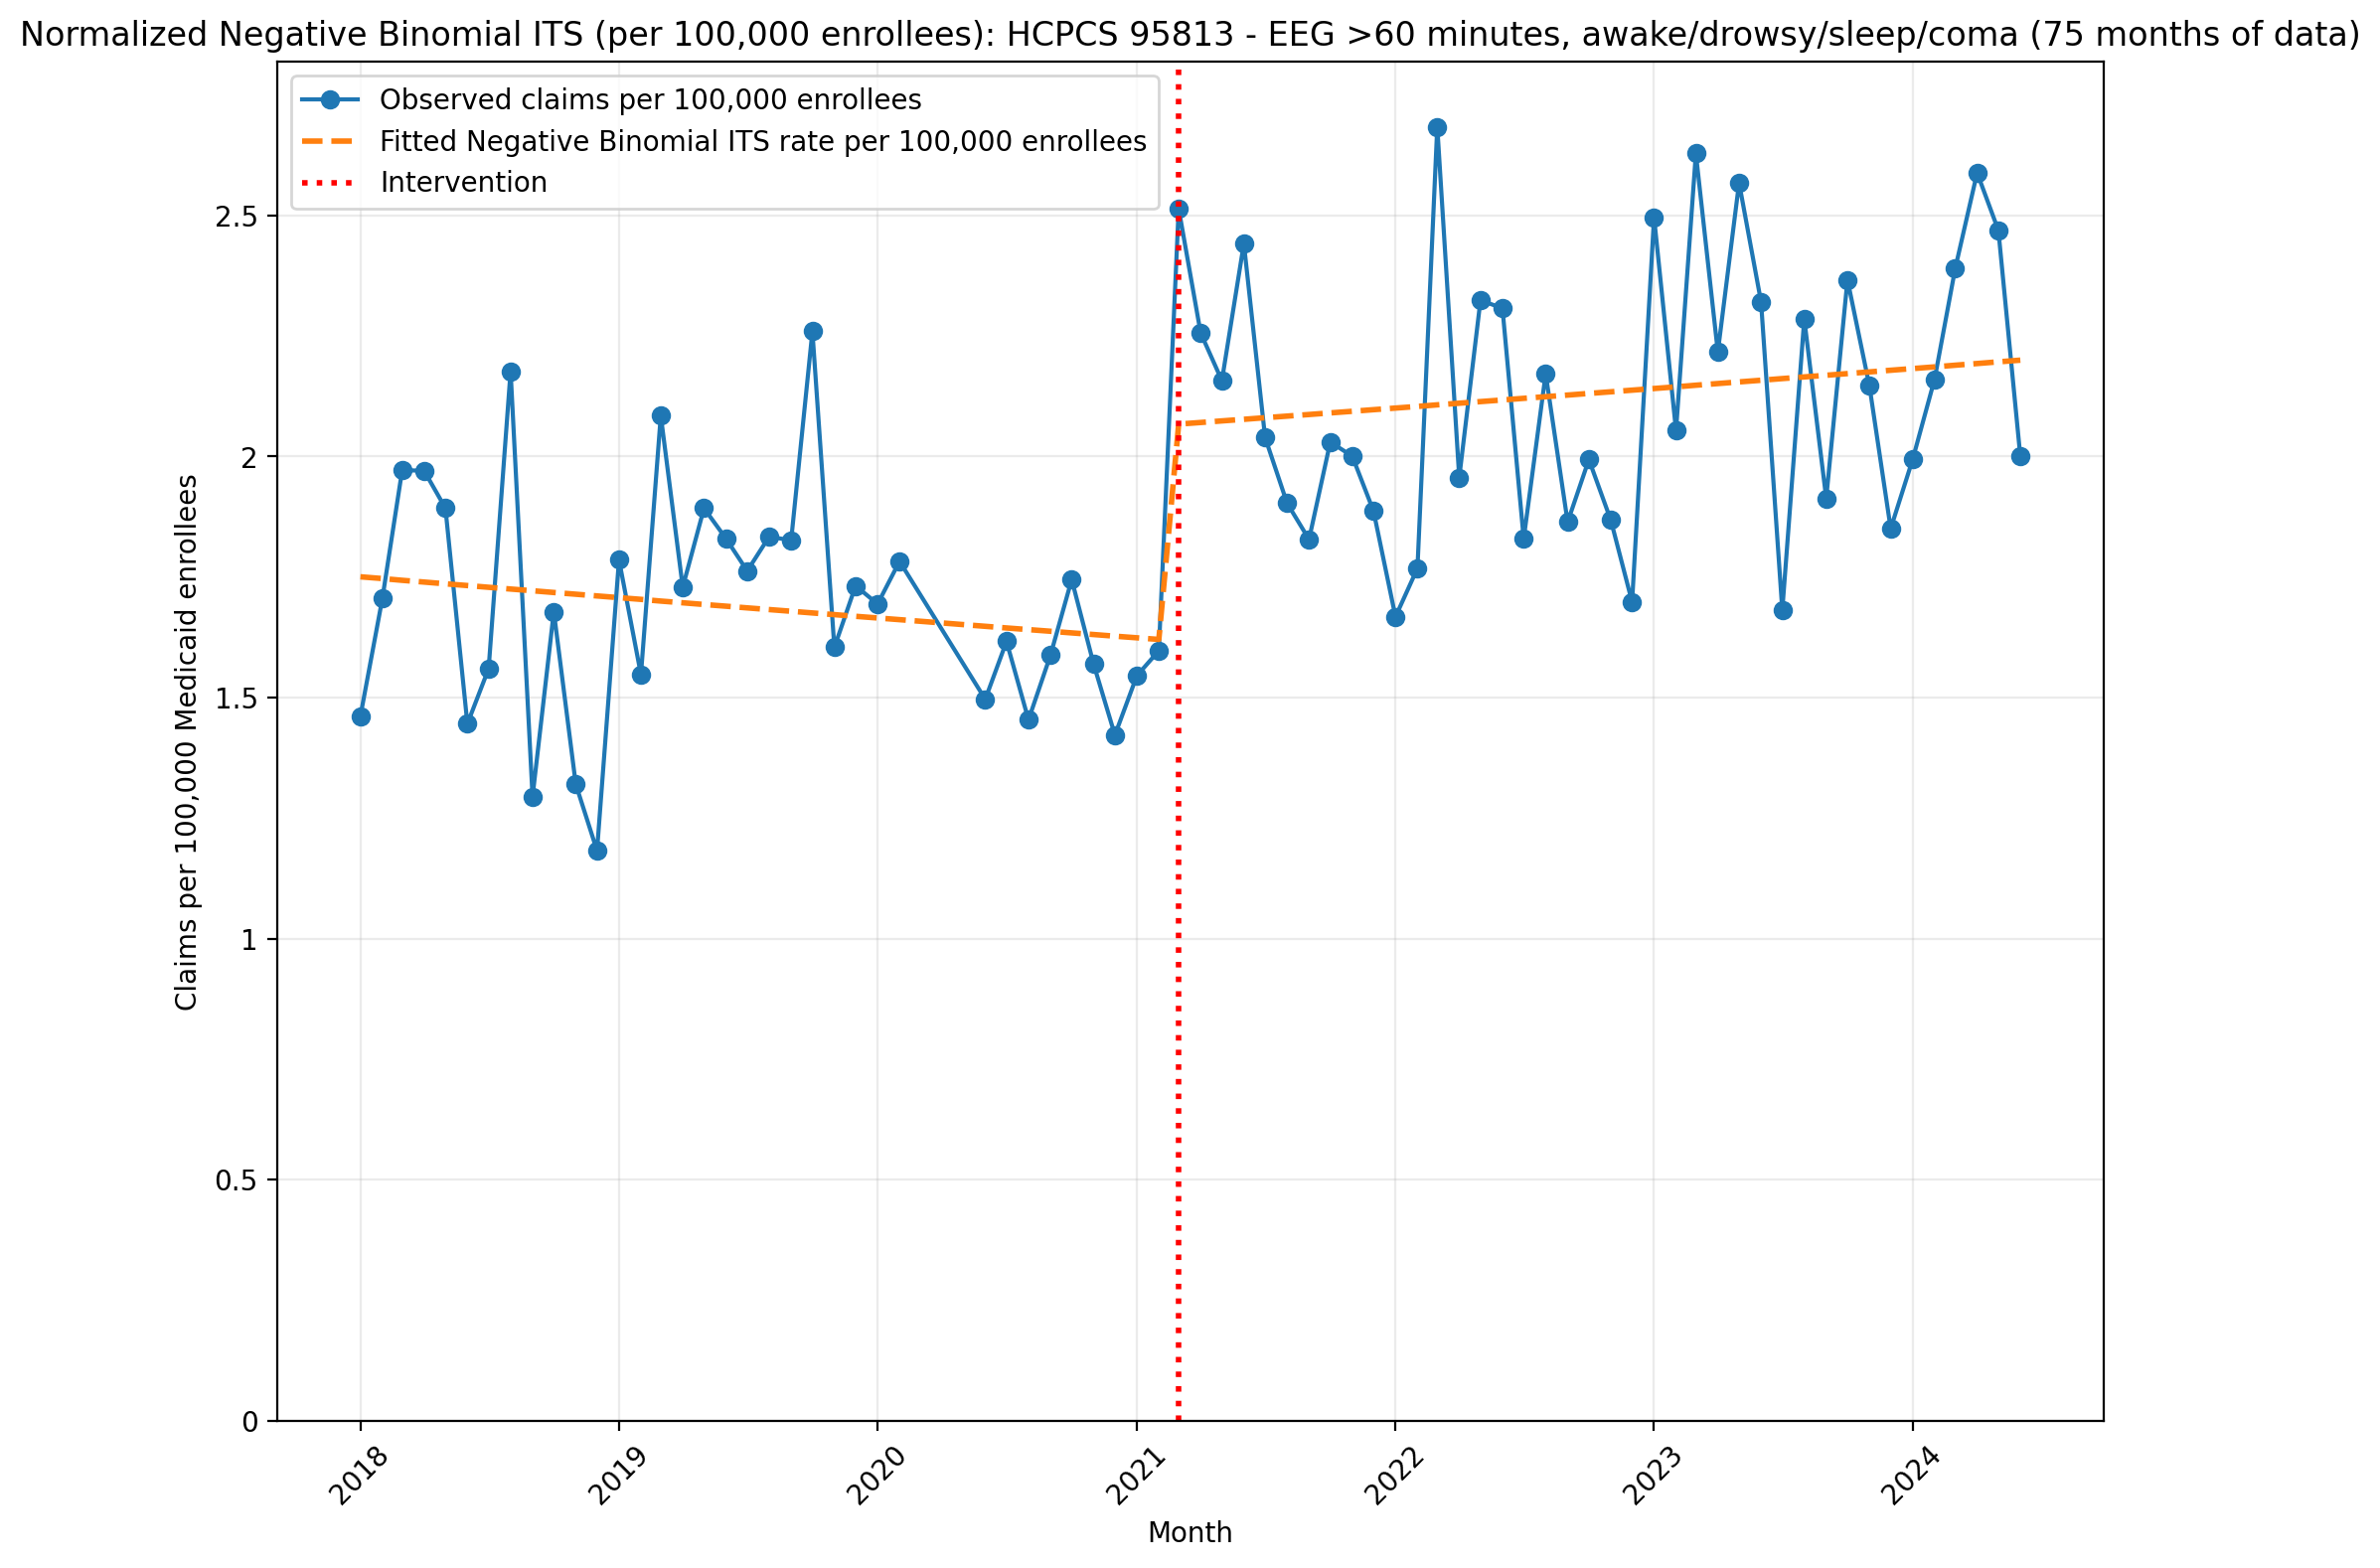 Normalized Negative Binomial ITS (per 100,000 enrollees): HCPCS 95813 - EEG >60 minutes, awake/drowsy/sleep/coma (75 months of data)
Observed claims per 100,000 enrollees
Fitted Negative Binomial ITS rate per 100,000 enrollees
Intervention
Claims per 100,000 Medicaid enrollees
2.5
2
1.5
1
0.5
0
2018
2019
2020
2021
2022
2023
2024
Month